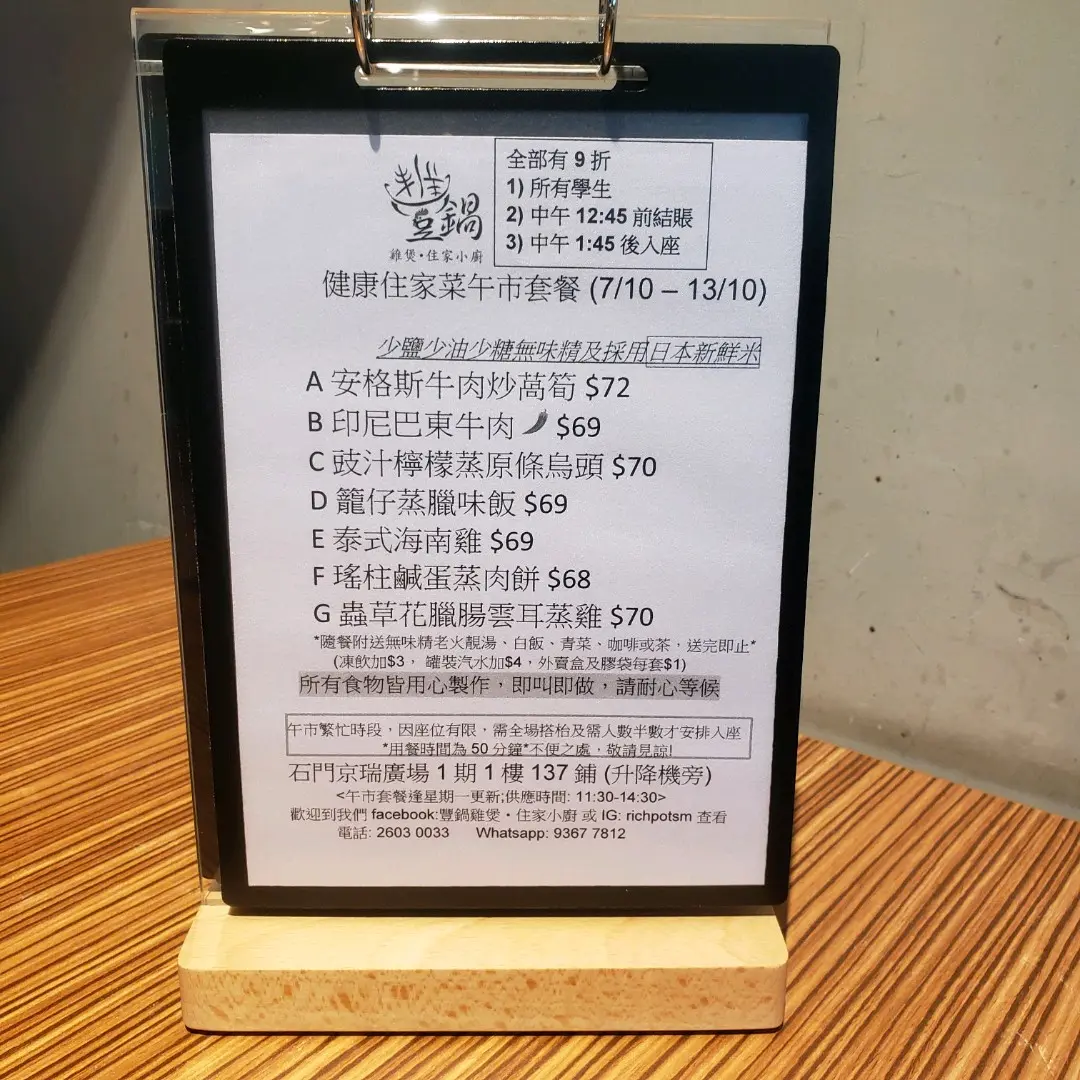 豐鍋
雞煲•住家小廚
全部有 9 折
1) 所有學生
2) 中午 12:45 前結賬
3) 中午 1:45 後入座
健康住家菜午市套餐 (7/10 – 13/10)
少鹽少油少糖無味精及採用日本新鮮米
A 安格斯牛肉炒萵筍 $72
B 印尼巴東牛肉 $69
C 豉汁檸檬蒸原條烏頭 $70
D 籠仔蒸臘味飯 $69
E 泰式海南雞 $69
F 瑤柱鹹蛋蒸肉餅 $68
G 蟲草花臘腸雲耳蒸雞 $70
*隨餐附送無味精老火靚湯、白飯、青菜、咖啡或茶，送完即止*
(凍飲加$3， 罐裝汽水加$4，外賣盒及膠袋每套$1)
所有食物皆用心製作，即叫即做，請耐心等候
午市繁忙時段，因座位有限，需全場搭枱及需人數半數才安排入座
*用餐時間為 50 分鐘*不便之處，敬請見諒!
石門京瑞廣場 1 期 1 樓 137 鋪 (升降機旁)
<午市套餐逢星期一更新;供應時間: 11:30-14:30>
歡迎到我們 facebook:豐鍋雞煲•住家小廚 或 IG: richpotsm 查看
電話: 2603 0033 Whatsapp: 9367 7812